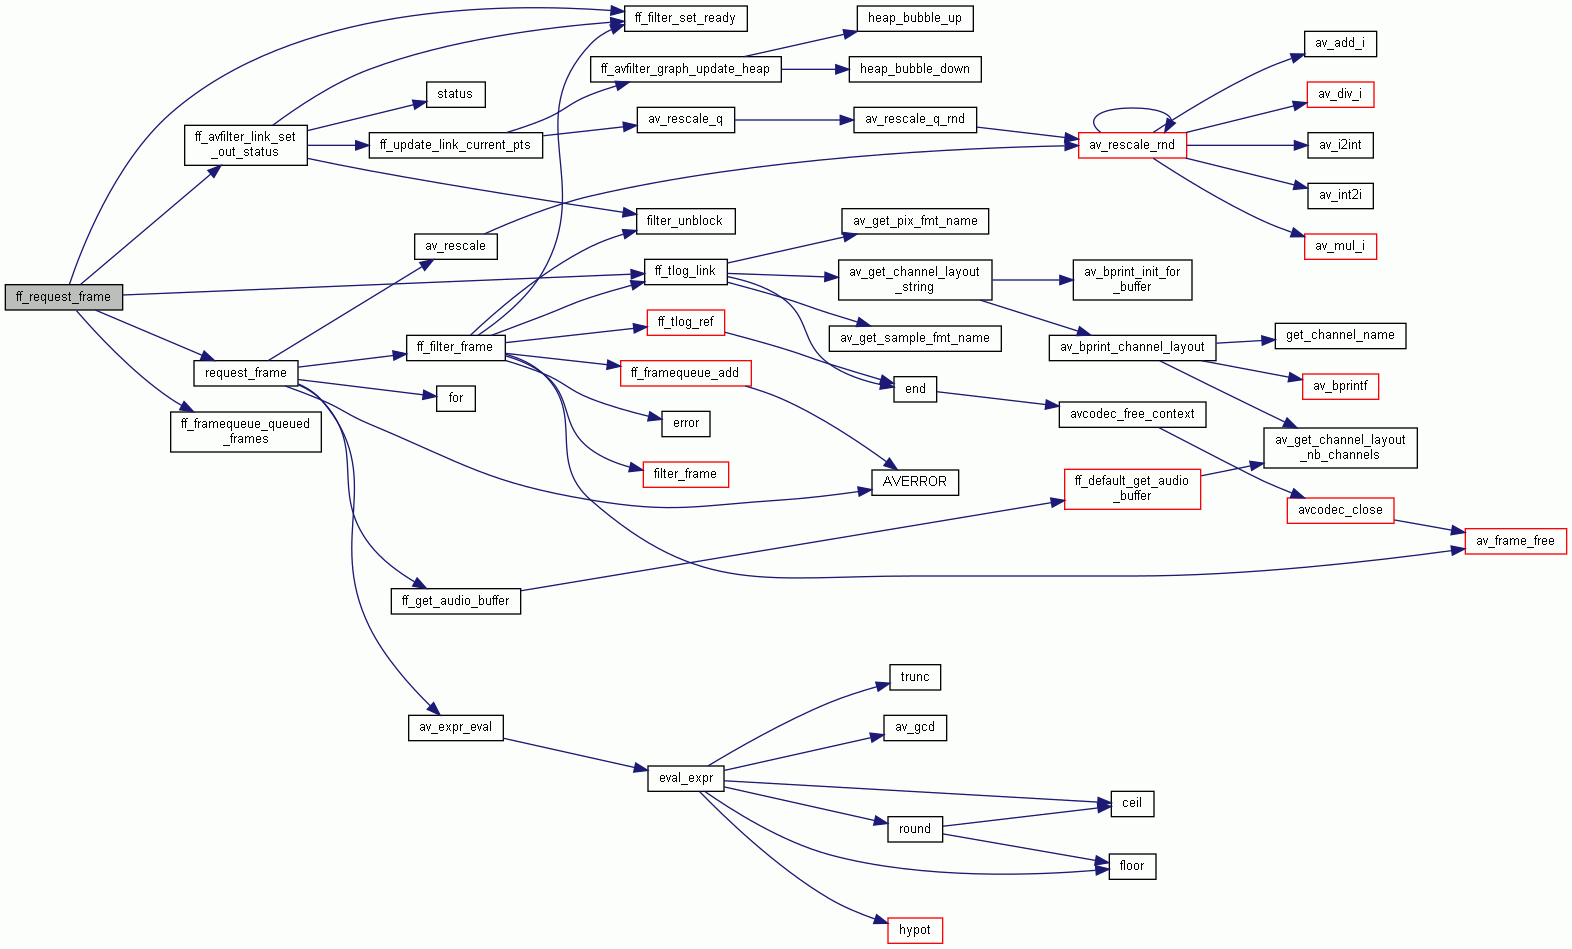 ff_filter_set_ready
heap_bubble_up
av_add_i
ff_avfilter_graph_update_heap
heap_bubble_down
status
av_div_i
av_rescale_q
av_rescale_q_rnd
ff_avfilter_link_set
_out_status
ff_update_link_current_pts
av_rescale_rnd
av_i2int
av_int2i
filter_unblock
av_get_pix_fmt_name
av_rescale
av_mul_i
ff_tlog_link
av_get_channel_layout
_string
av_bprint_init_for
_buffer
ff_request_frame
ff_tlog_ref
av_get_sample_fmt_name
get_channel_name
ff_filter_frame
av_bprint_channel_layout
request_frame
ff_framequeue_add
end
av_bprintf
for
avcodec_free_context
ff_framequeue_queued
_frames
error
av_get_channel_layout
_nb_channels
filter_frame
AVERROR
ff_default_get_audio
_buffer
avcodec_close
av_frame_free
ff_get_audio_buffer
trunc
av_expr_eval
av_gcd
eval_expr
ceil
round
floor
hypot